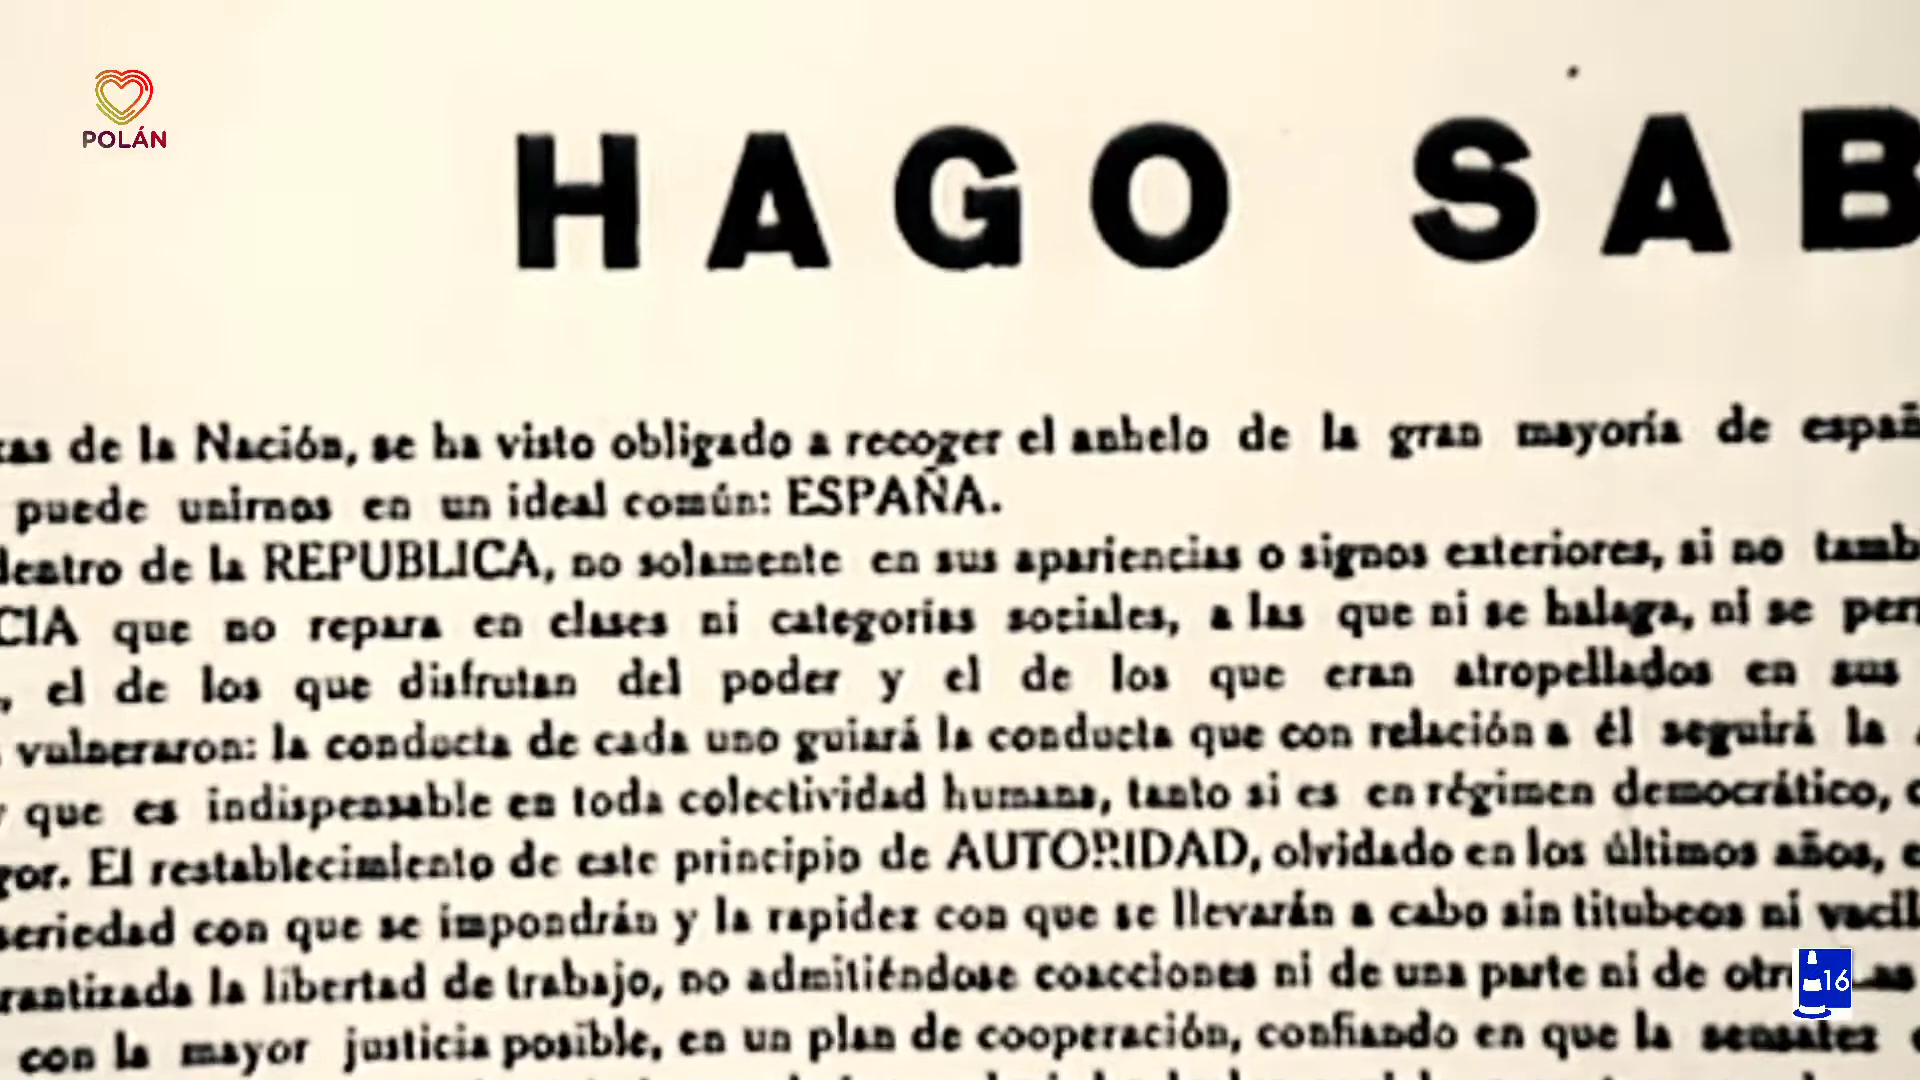 POLÁN
HAGO SAB
de la Nación, se ha visto obligado a recoger el anhelo de la gran mayoría de españ
puede unirnos en un ideal común: ESPAÑA.
dentro de la REPUBLICA, no solamente en sus apariencias o signos exteriores, si no tamb
CIA que no repara en clases ni categorías sociales, a las que ni se halaga, ni se per
, el de los que disfrutan del poder y el de los que eran atropellados en sus
vulneraron: la conducta de cada uno guiará la conducta que con relación a él seguirá la
y que es indispensable en toda colectividad humana, tanto si es en régimen democrático,
gor. El restablecimiento de este principio de AUTORIDAD, olvidado en los últimos años, e
seriedad con que se impondrán y la rapidez con que se llevarán a cabo sin titubeos ni vacil
rantizada la libertad de trabajo, no admitiéndose coacciones ni de una parte ni de otr
16
con la mayor justicia posible, en un plan de cooperación, confiando en que la sensatez